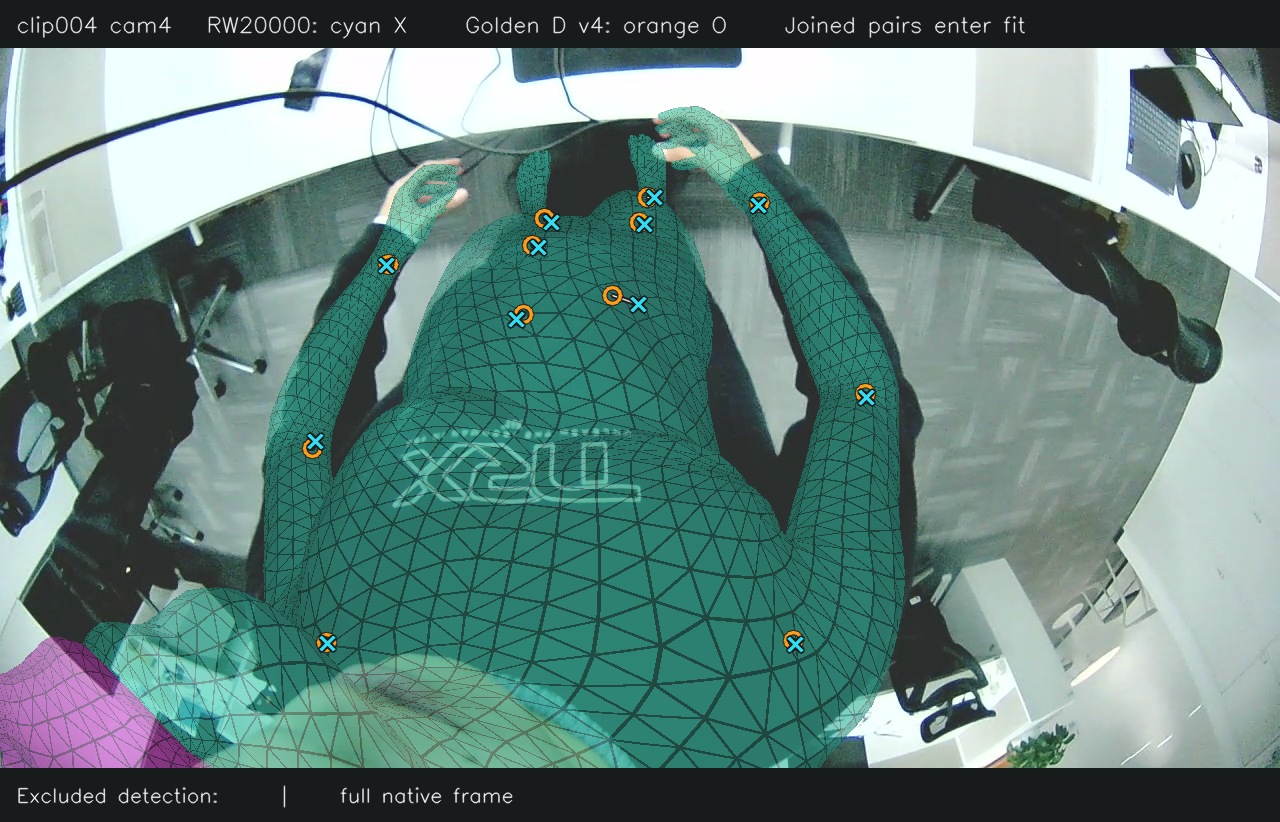 clip004 cam4 RW20000: cyan X Golden D v4: orange O Joined pairs enter fit
Excluded detection: | full native frame